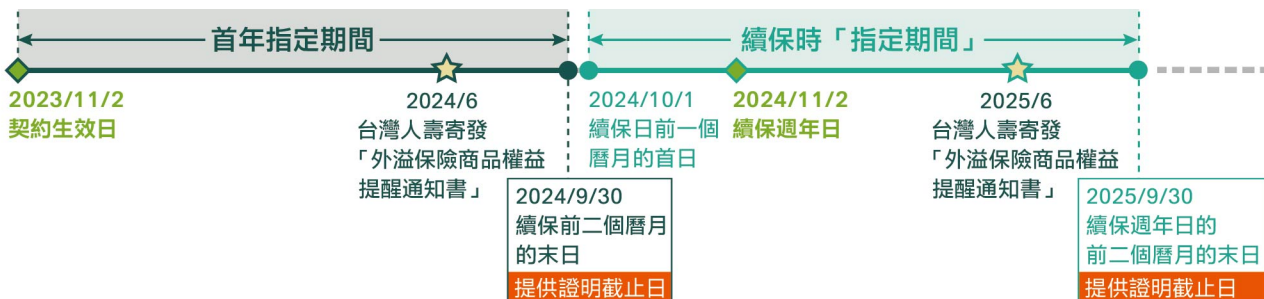 首年指定期間
續保時「指定期間」
2023/11/2
契約生效日
2024/6
台灣人壽寄發
「外溢保險商品權益
提醒通知書」
2024/9/30
續保前二個曆月
的末日
提供證明截止日
2024/10/1
續保日前一個
曆月的首日
2024/11/2
續保週年日
2025/6
台灣人壽寄發
「外溢保險商品權益
提醒通知書」
2025/9/30
續保週年日的
前二個曆月的末日
提供證明截止日